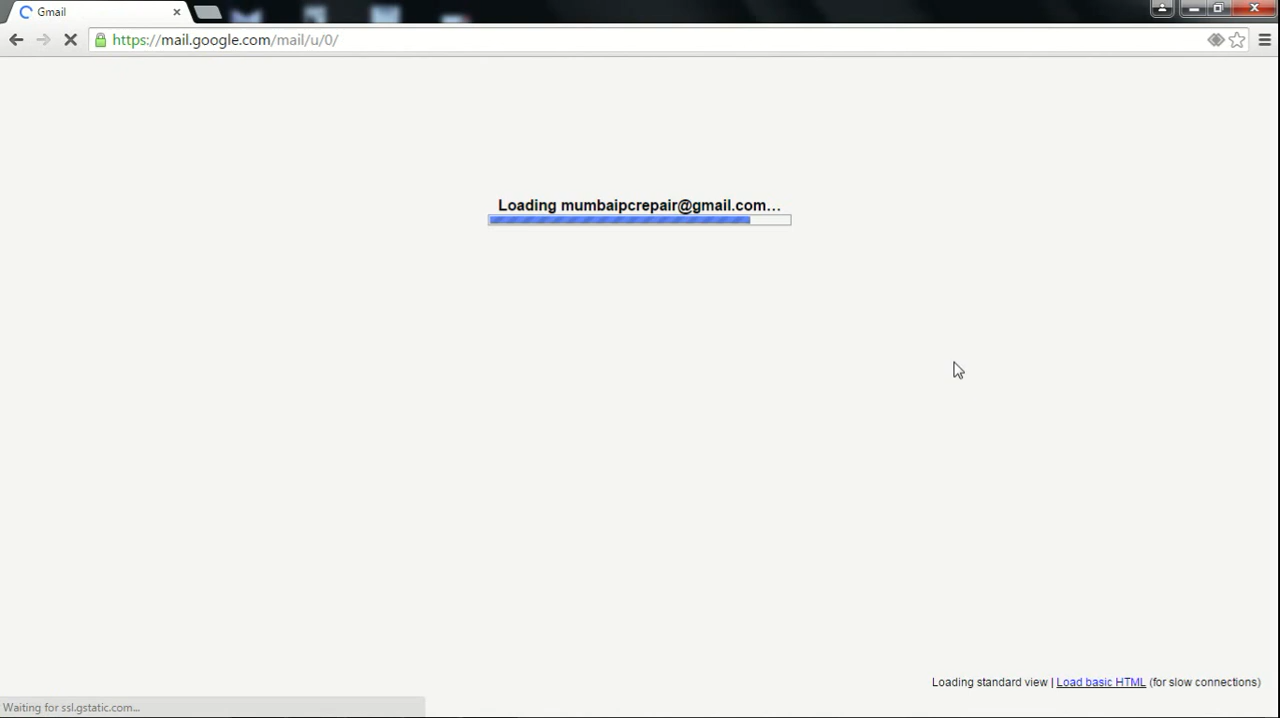 Gmail
https://mail.google.com/mail/u/0/
Loading mumbaipcrepair@gmail.com...
Loading standard view | Load basic HTML (for slow connections)
Waiting for ssl.gstatic.com...